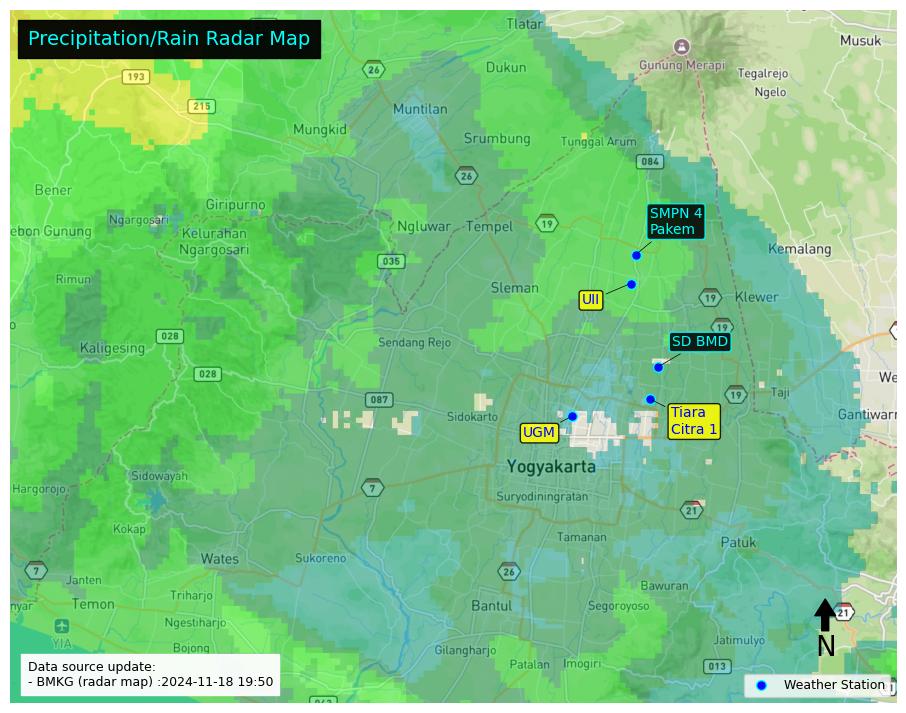 Precipitation/Rain Radar Map
Tlatar
Musuk
Gunung Merapi
26
Dukun
193
Tegalrejo
Ngelo
215
Muntilan
Mungkid
Srumbung
Tunggal Arum
084
26
Bener
Giripurno
SMPN 4
Pakem
Ngargosari
ebon Gunung
Kelurahan
Ngargosari
Ngluwar
Tempel
19
Kemalang
035
Rimun
Sleman
UII
19
Klewer
028
19
Kaligesing
Sendang Rejo
SD BMD
028
We
087
19
Taji
Sidokarto
Tiara
Citra 1
Gantiwarn
UGM
Yogyakarta
Sidowayah
Hargorojo
7
Suryodiningratan
21
Kokap
Tamanan
Patuk
Wates
Sukoreno
7
26
Janten
Bawuran
Triharjo
nyar
Temon
Bantul
Segoroyoso
21
Ngestiharjo
YIA
Jatimulyo
Bojong
Gilangharjo
N
Patalan
Imogiri
013
Data source update:
- BMKG (radar map) :2024-11-18 19:50
Weather Station